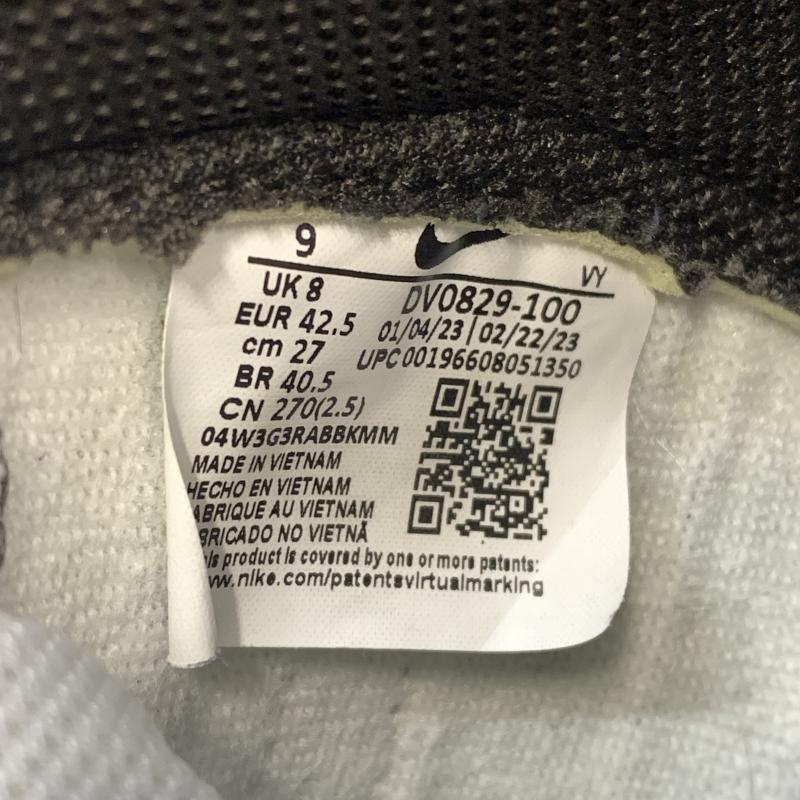 9
VY
UK 8
EUR 42.5
cm 27
BR 40.5
CN 270(2.5)
04W3G3RABBKMM
DV0829-100
01/04/23 | 02/22/23
UPC 00196608051350
MADE IN VIETNAM
HECHO EN VIETNAM
ABRIQUE AU VIETNAM
BRICADO NO VIETNÃ
is product is covered by one or more patents:
w.nike.com/patentsvirtualmarking